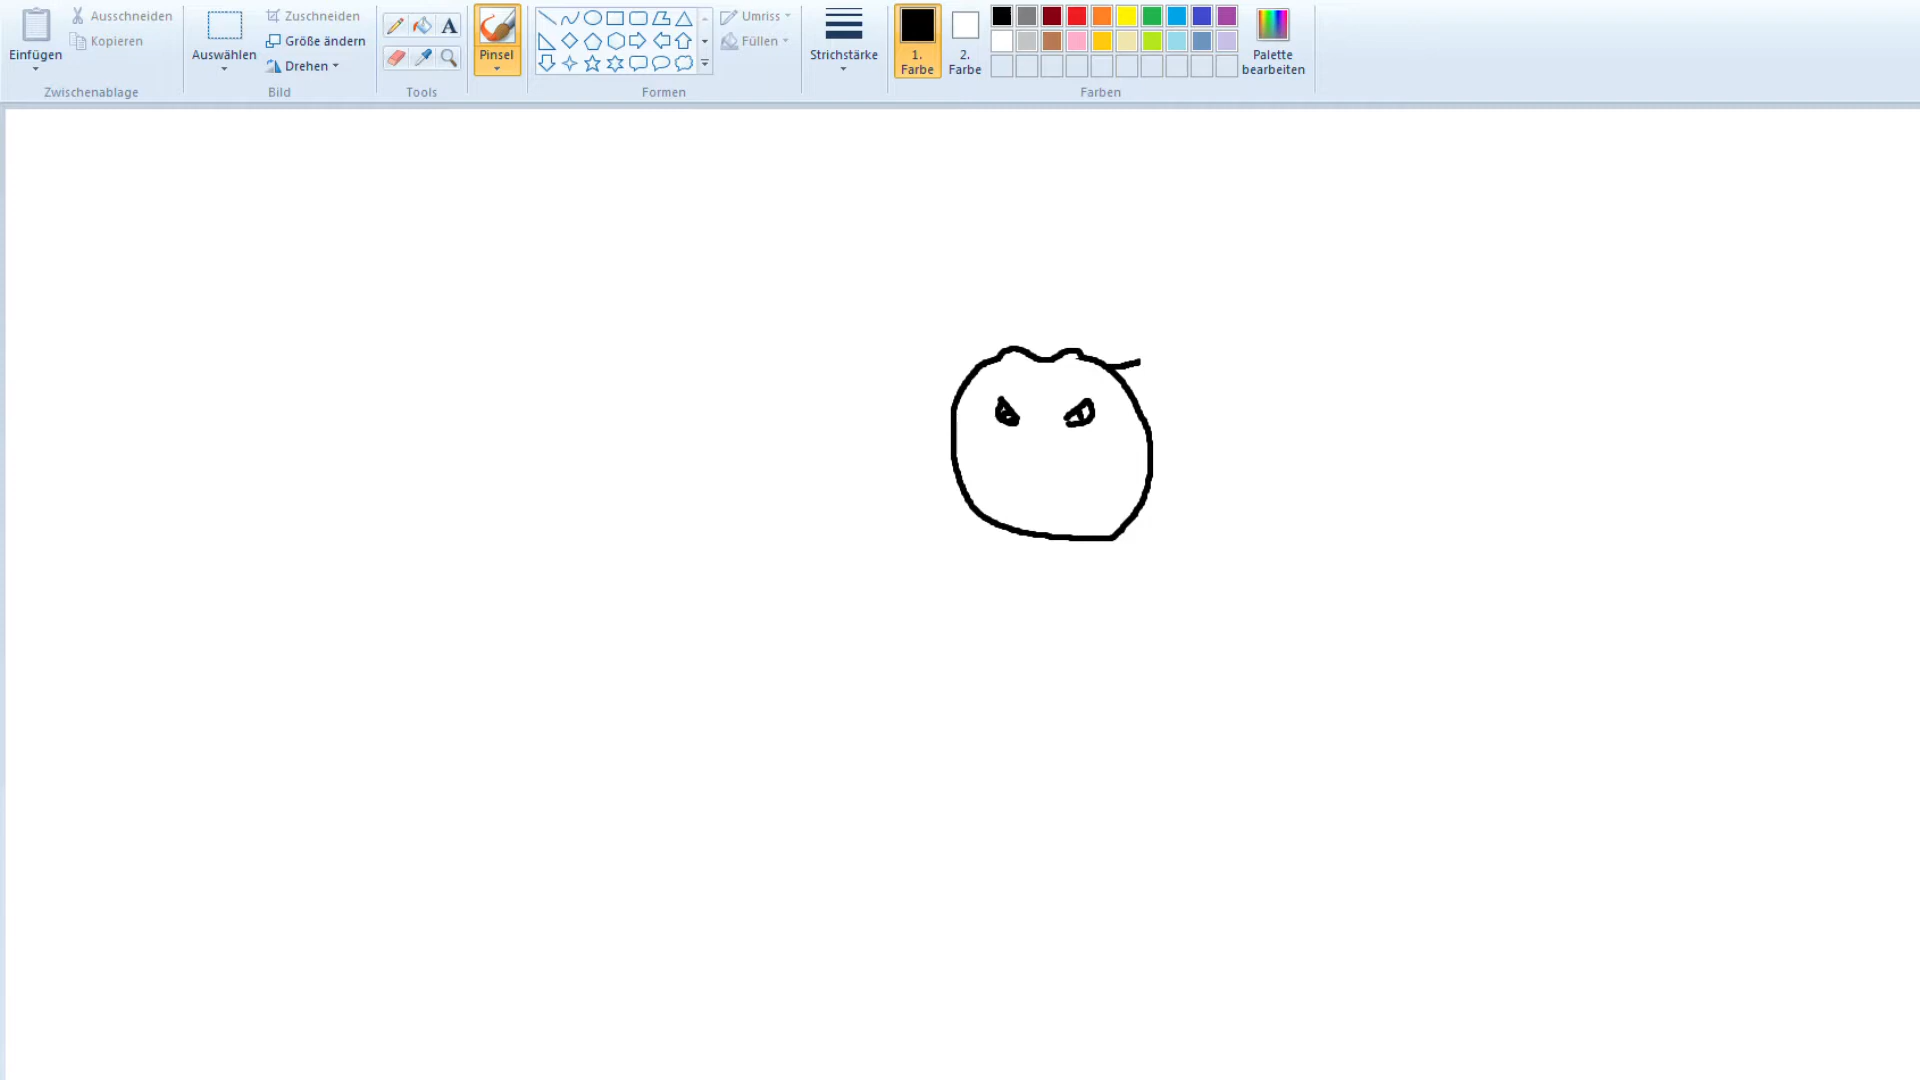 Einfügen
Ausschneiden
Kopieren
Zwischenablage
Auswählen
Zuschneiden
Größe ändern
Drehen
Bild
A
Tools
Pinsel
Formen
Umriss
Füllen
Strichstärke
1.
Farbe
2.
Farbe
Farben
Palette
bearbeiten